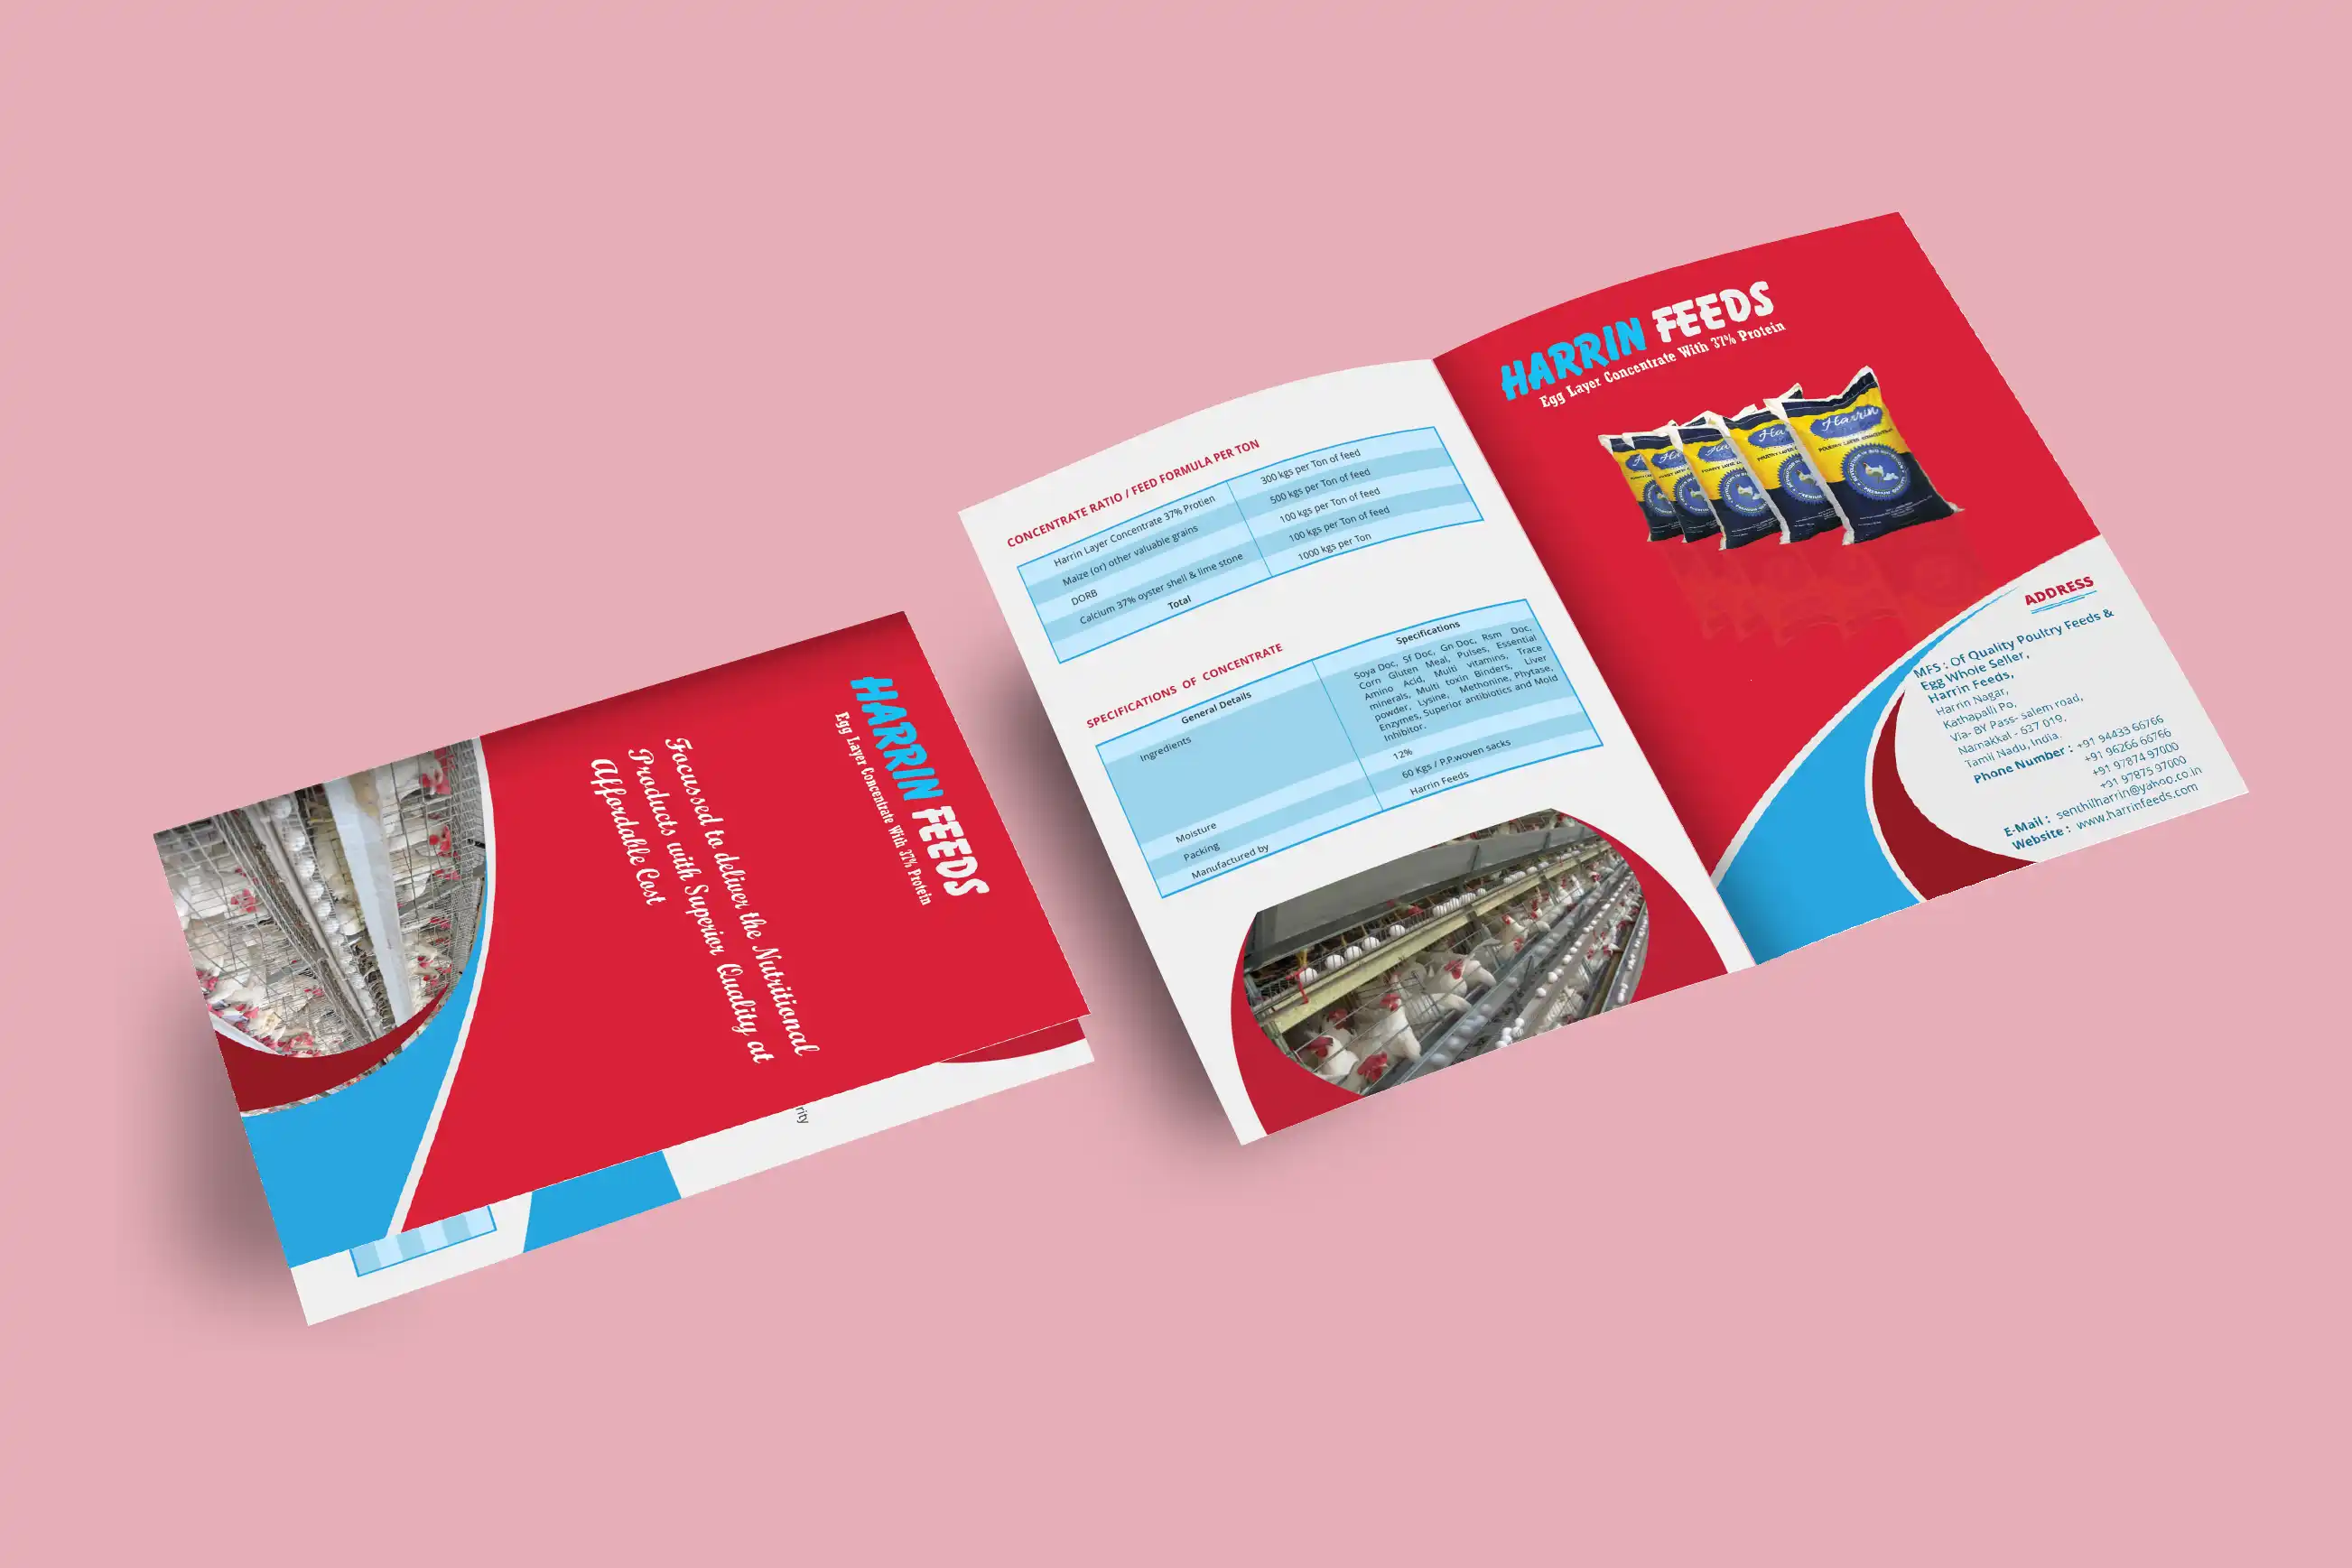 HARRIN FEEDS
Egg Layer Concentrate With 37% Protein
Focussed to deliver the Nutritional
Products with Superior Quality at
Affordable Cost
rity
CONCENTRATE RATIO / FEED FORMULA PER TON
Harrin Layer Concentrate 37% Protien 300 kgs per Ton of feed
Maize (or) other valuable grains 500 kgs per Ton of feed
DORB 100 kgs per Ton of feed
Calcium 37% oyster shell & lime stone 100 kgs per Ton of feed
Total 1000 kgs per Ton
SPECIFICATIONS OF CONCENTRATE
General Details Specifications
Ingredients Soya Doc, Sf Doc, Gn Doc, Rsm Doc,
Corn Gluten Meal, Pulses, Essential
Amino Acid, Multi vitamins, Trace
minerals, Multi toxin Binders, Liver
powder, Lysine, Methonine, Phytase,
Enzymes, Superior antibiotics and Mold
Inhibitor.
Moisture 12%
Packing 60 Kgs / P.P.woven sacks
Manufactured by Harrin Feeds
HARRIN FEEDS
Egg Layer Concentrate With 37% Protein
Harrin
POULTRY LAYER CONCENTRATE
ADDRESS
MFS : Of Quality Poultry Feeds &
Egg Whole Seller,
Harrin Feeds,
Harrin Nagar,
Kathapalli Po,
Via- BY Pass- salem road,
Namakkal - 637 019,
Tamil Nadu, India.
Phone Number : +91 94433 66766
+91 96266 66766
+91 97874 97000
+91 97875 97000
E-Mail : senthilharrin@yahoo.co.in
Website : www.harrinfeeds.com